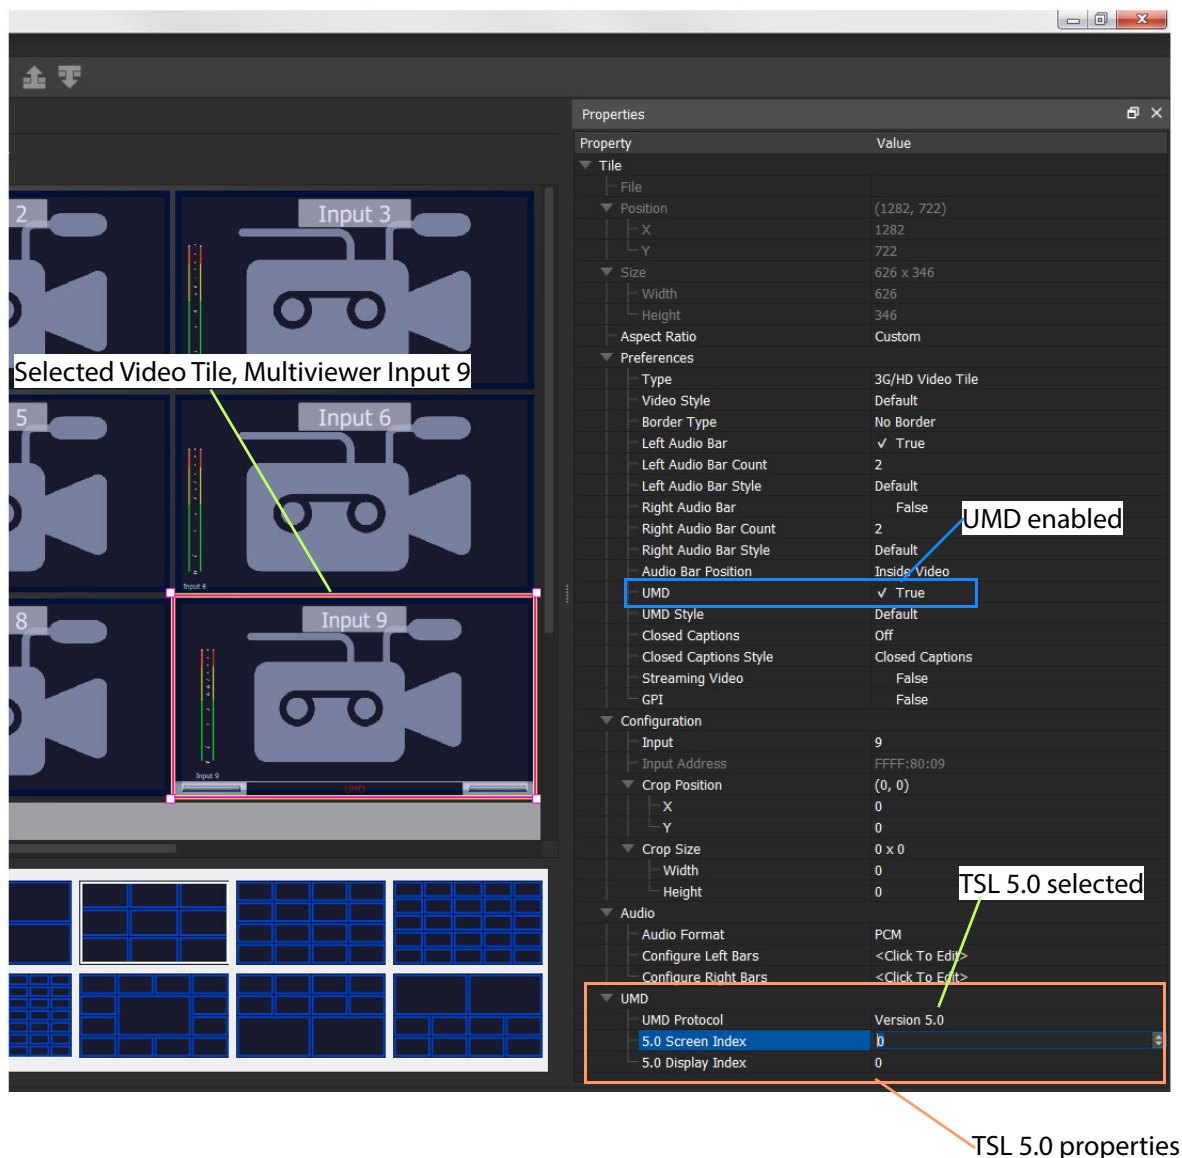 Properties
Property Value
Tile
File
Position (1282, 722)
X 1282
Y 722
Size 626 x 346
Width 626
Height 346
Aspect Ratio Custom
Preferences
Type 3G/HD Video Tile
Video Style Default
Border Type No Border
Left Audio Bar ✓ True
Left Audio Bar Count 2
Left Audio Bar Style Default
Right Audio Bar False
Right Audio Bar Count 2
Right Audio Bar Style Default
Audio Bar Position Inside Video
UMD ✓ True
UMD Style Default
Closed Captions Off
Closed Captions Style Closed Captions
Streaming Video False
GPI False
Configuration
Input 9
Input Address FFFF:80:09
Crop Position (0, 0)
X 0
Y 0
Crop Size 0 x 0
Width 0
Height 0
Audio
Audio Format PCM
Configure Left Bars <Click To Edit>
Configure Right Bars <Click To Edit>
UMD
UMD Protocol Version 5.0
5.0 Screen Index 0
5.0 Display Index 0
2
Input 3
Selected Video Tile, Multiviewer Input 9
5
Input 6
Input 6
8
Input 9
Input 9
UMD
UMD enabled
TSL 5.0 selected
TSL 5.0 properties